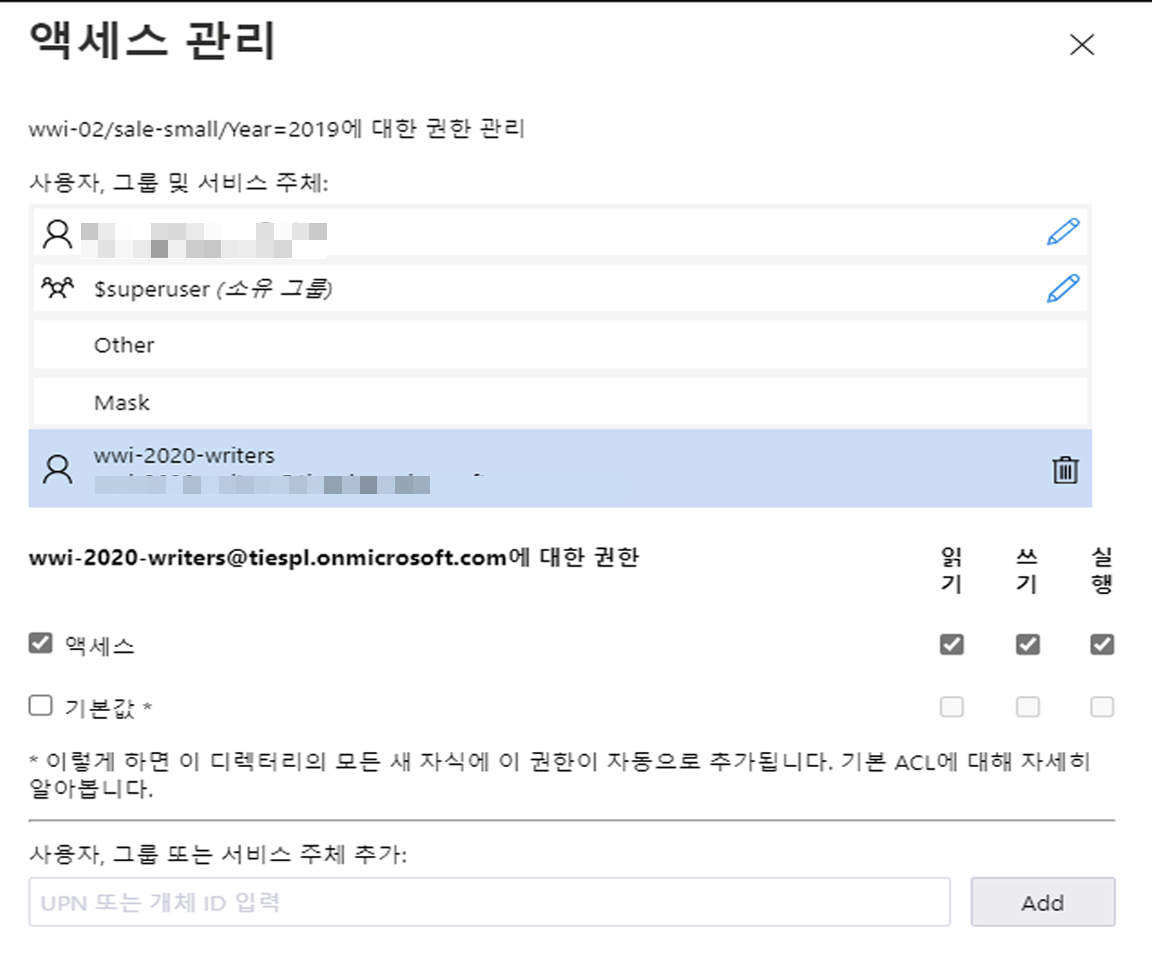 액세스 관리
wwi-02/sale-small/Year=2019에 대한 권한 관리
사용자, 그룹 및 서비스 주체:
$superuser (소유 그룹)
Other
Mask
wwi-2020-writers
wwi-2020-writers@tiespl.onmicrosoft.com에 대한 권한
읽기 쓰기 실행
액세스
기본값 *
* 이렇게 하면 이 디렉터리의 모든 새 자식에 이 권한이 자동으로 추가됩니다. 기본 ACL에 대해 자세히
알아봅니다.
사용자, 그룹 또는 서비스 주체 추가:
UPN 또는 개체 ID 입력 Add